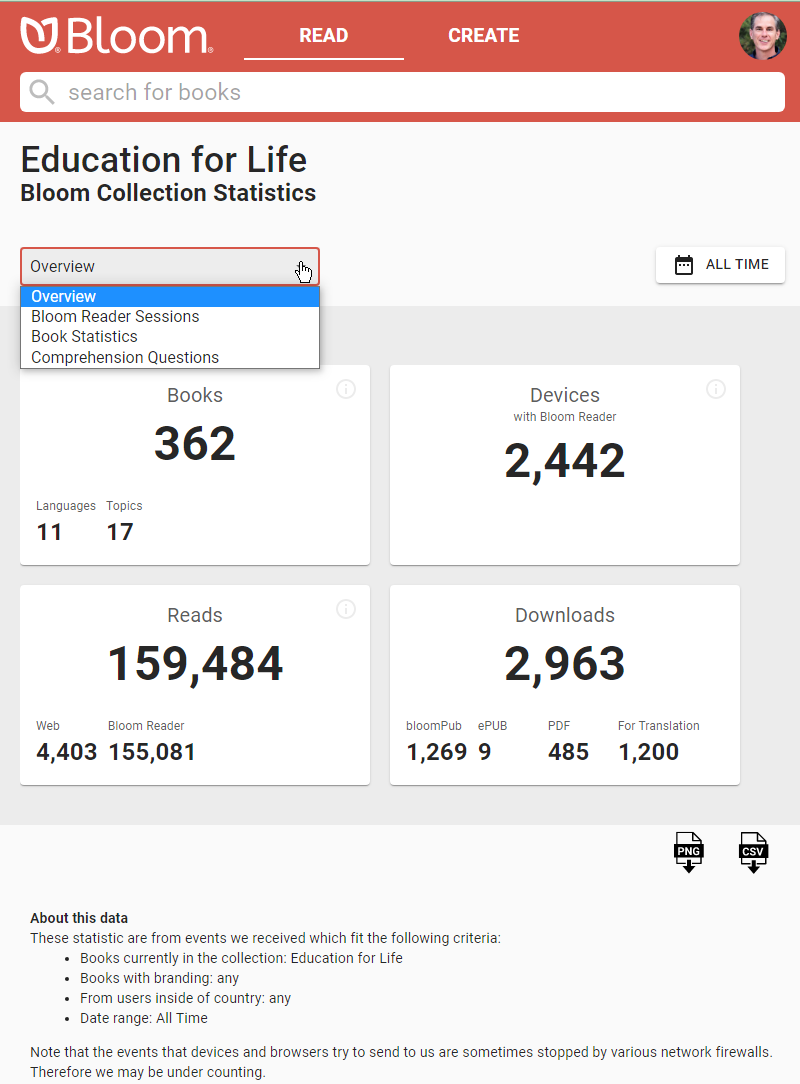 Bloom®
READ
CREATE
search for books
Education for Life
Bloom Collection Statistics
Overview
ALL TIME
Overview
Bloom Reader Sessions
Book Statistics
Comprehension Questions
Books
362
Languages Topics
11 17
Devices
with Bloom Reader
2,442
Reads
159,484
Web Bloom Reader
4,403 155,081
Downloads
2,963
bloomPub ePUB PDF For Translation
1,269 9 485 1,200
PNG
CSV
About this data
These statistic are from events we received which fit the following criteria:
• Books currently in the collection: Education for Life
• Books with branding: any
• From users inside of country: any
• Date range: All Time
Note that the events that devices and browsers try to send to us are sometimes stopped by various network firewalls.
Therefore we may be under counting.